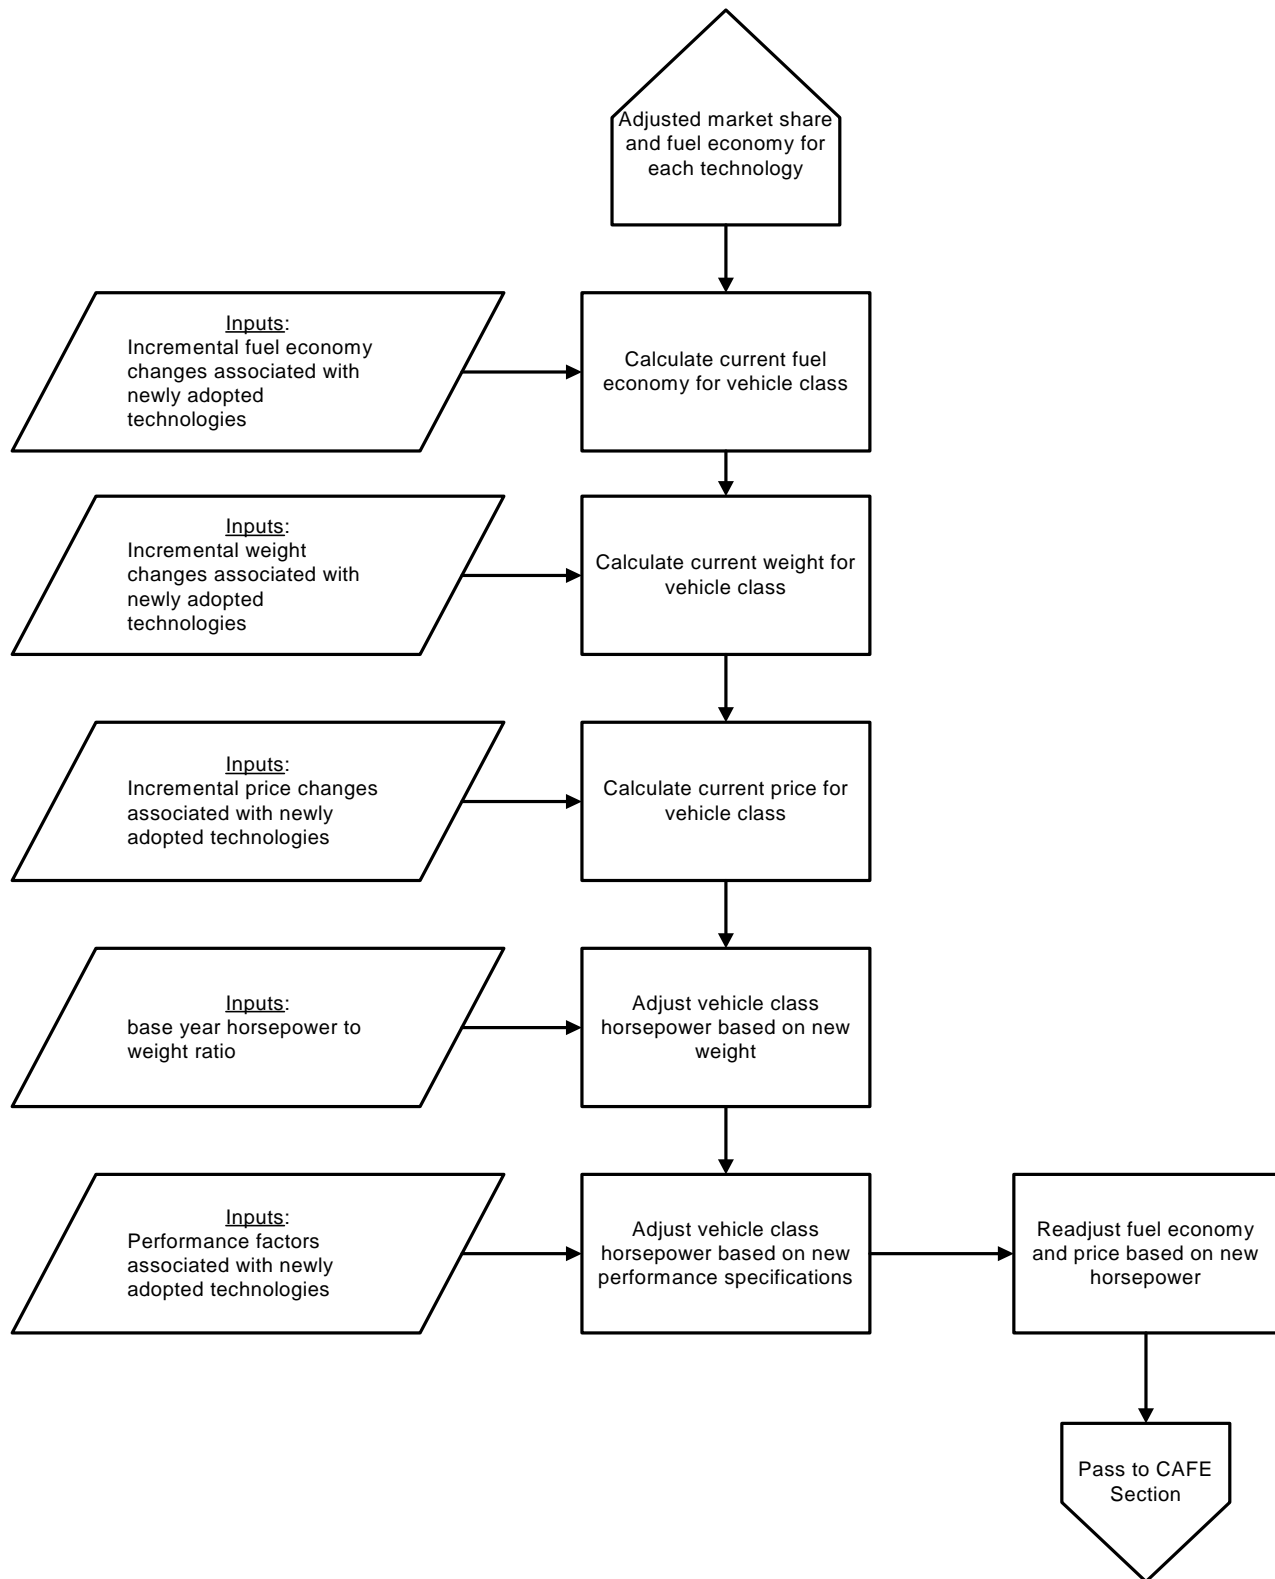 Adjusted market share
and fuel economy for
each technology
Inputs:
Incremental fuel economy
changes associated with
newly adopted
technologies
Calculate current fuel
economy for vehicle class
Inputs:
Incremental weight
changes associated with
newly adopted
technologies
Calculate current weight for
vehicle class
Inputs:
Incremental price changes
associated with newly
adopted technologies
Calculate current price for
vehicle class
Inputs:
base year horsepower to
weight ratio
Adjust vehicle class
horsepower based on new
weight
Inputs:
Performance factors
associated with newly
adopted technologies
Adjust vehicle class
horsepower based on new
performance specifications
Readjust fuel economy
and price based on new
horsepower
Pass to CAFE
Section